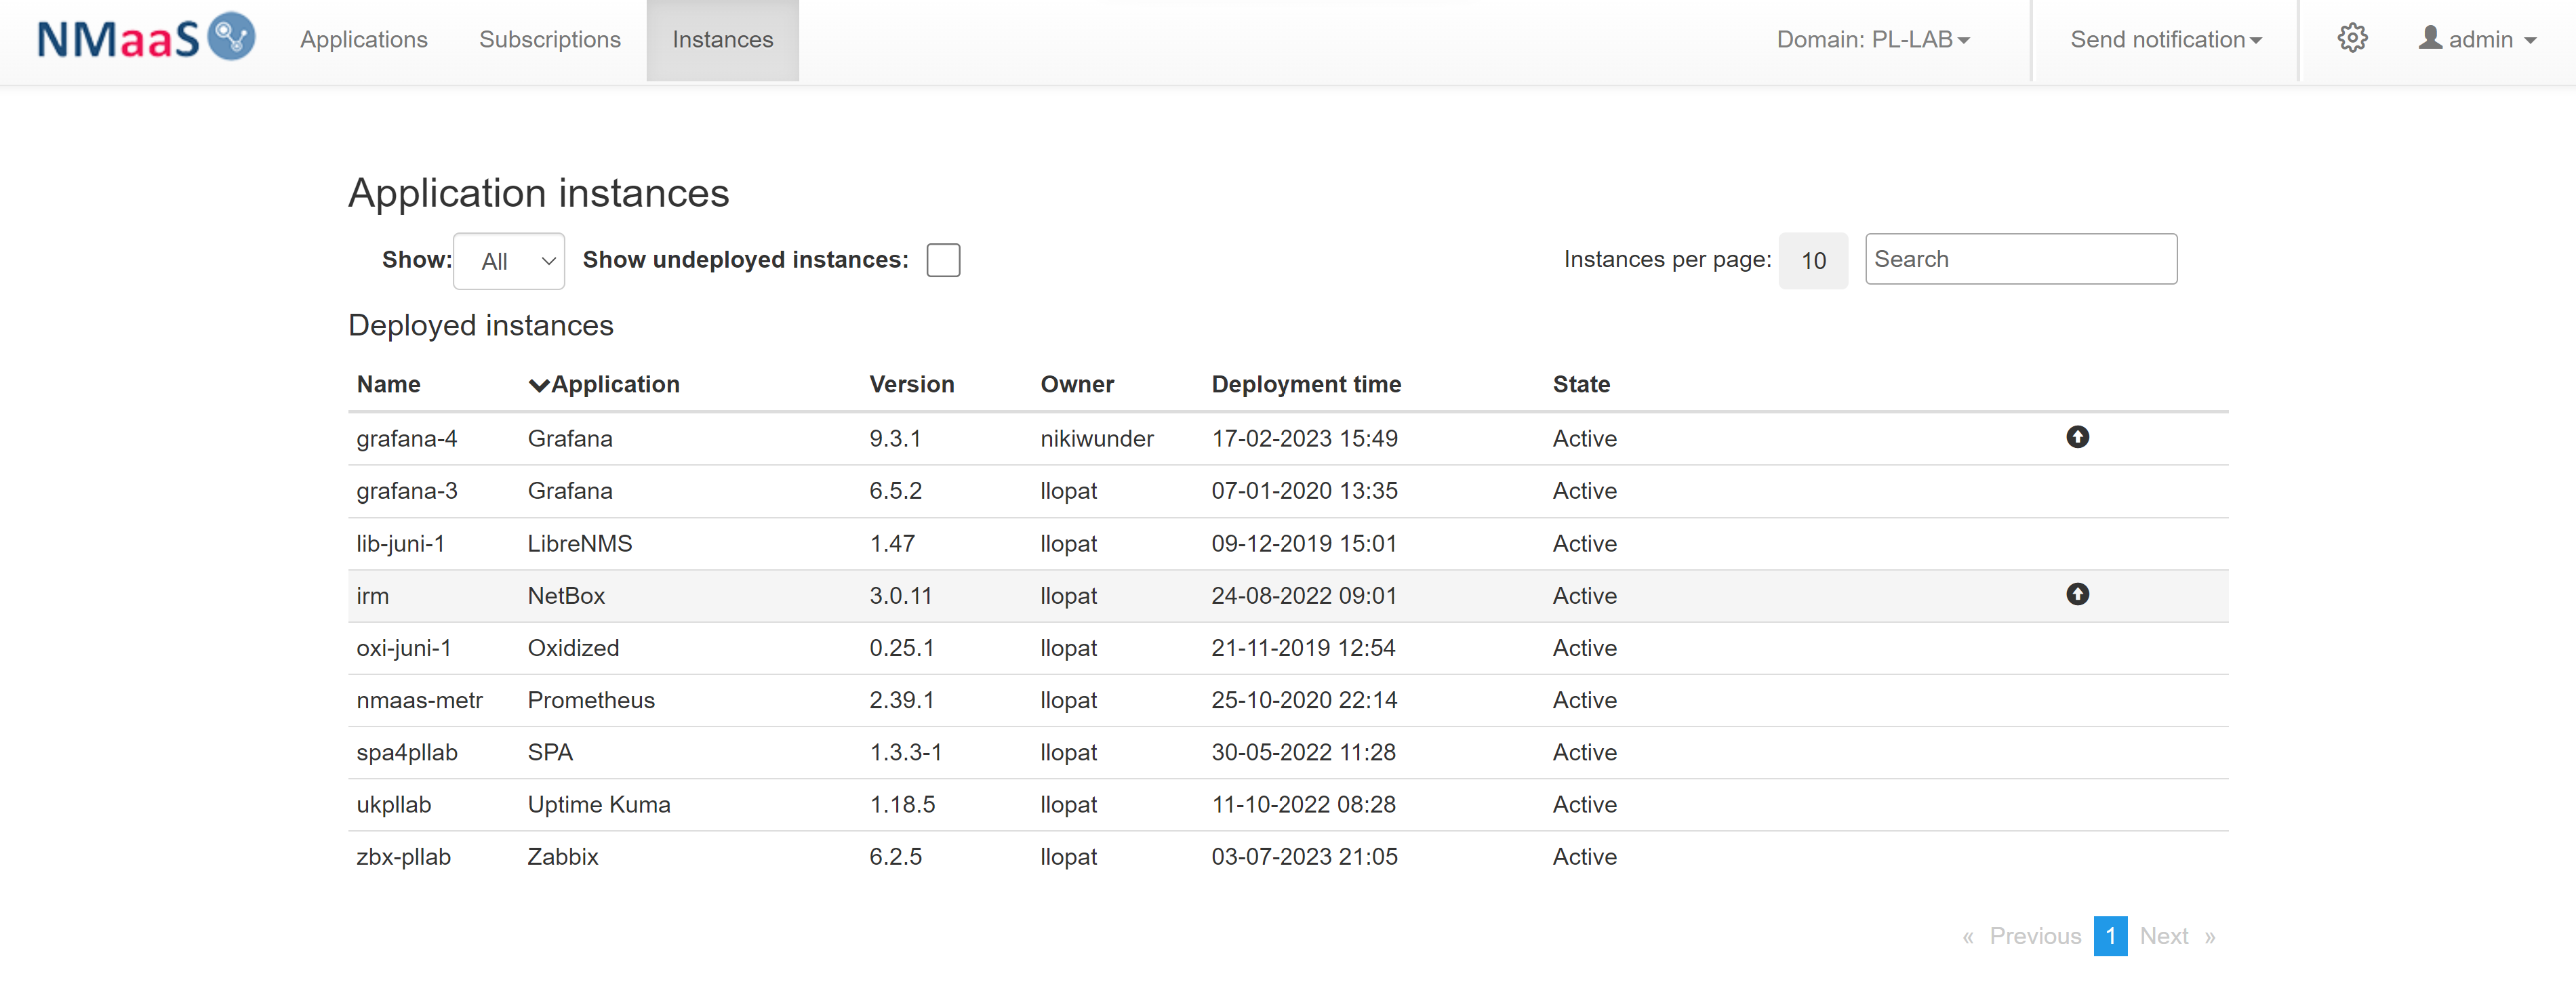 NMaaS Applications Subscriptions Instances Domain: PL-LAB Send notification admin
Application instances
Show: All Show undeployed instances: Instances per page: 10 Search
Deployed instances
Name Application Version Owner Deployment time State
grafana-4 Grafana 9.3.1 nikiwunder 17-02-2023 15:49 Active
grafana-3 Grafana 6.5.2 llopat 07-01-2020 13:35 Active
lib-juni-1 LibreNMS 1.47 llopat 09-12-2019 15:01 Active
irm NetBox 3.0.11 llopat 24-08-2022 09:01 Active
oxi-juni-1 Oxidized 0.25.1 llopat 21-11-2019 12:54 Active
nmaas-metr Prometheus 2.39.1 llopat 25-10-2020 22:14 Active
spa4pllab SPA 1.3.3-1 llopat 30-05-2022 11:28 Active
ukpllab Uptime Kuma 1.18.5 llopat 11-10-2022 08:28 Active
zbx-pllab Zabbix 6.2.5 llopat 03-07-2023 21:05 Active
« Previous 1 Next »